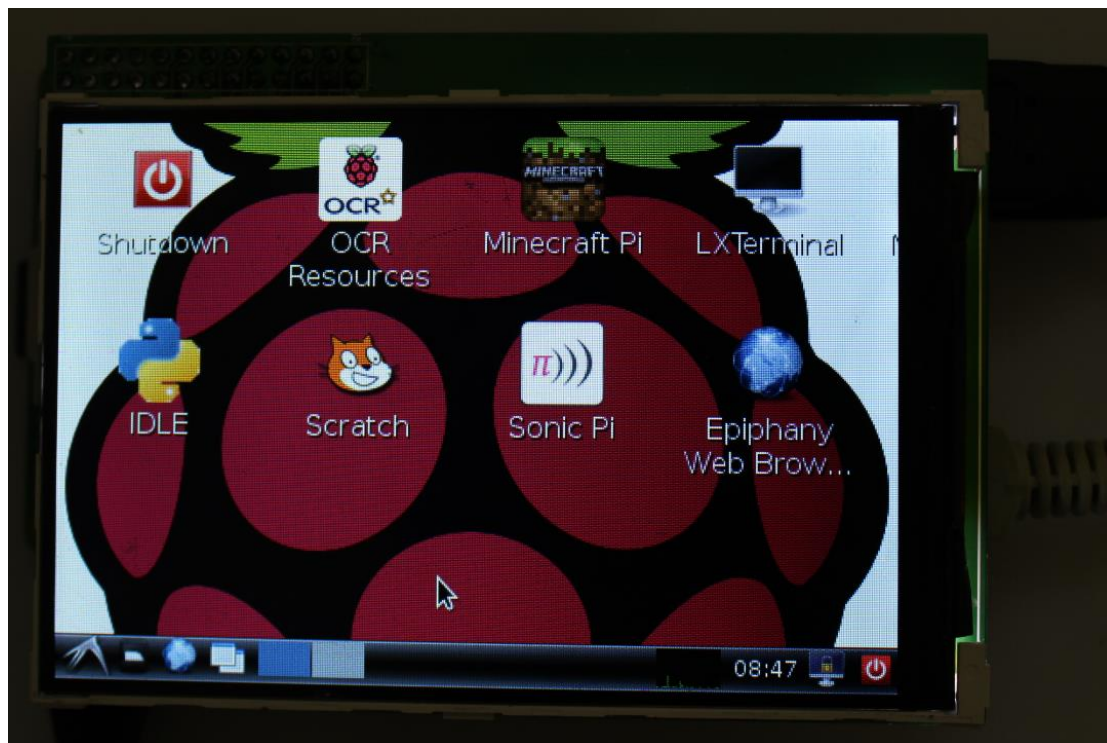 OCR
MINECRAFT
Shutdown
OCR
Resources
Minecraft Pi
LXTerminal
π)))
IDLE
Scratch
Sonic Pi
Epiphany
Web Brow...
08:47